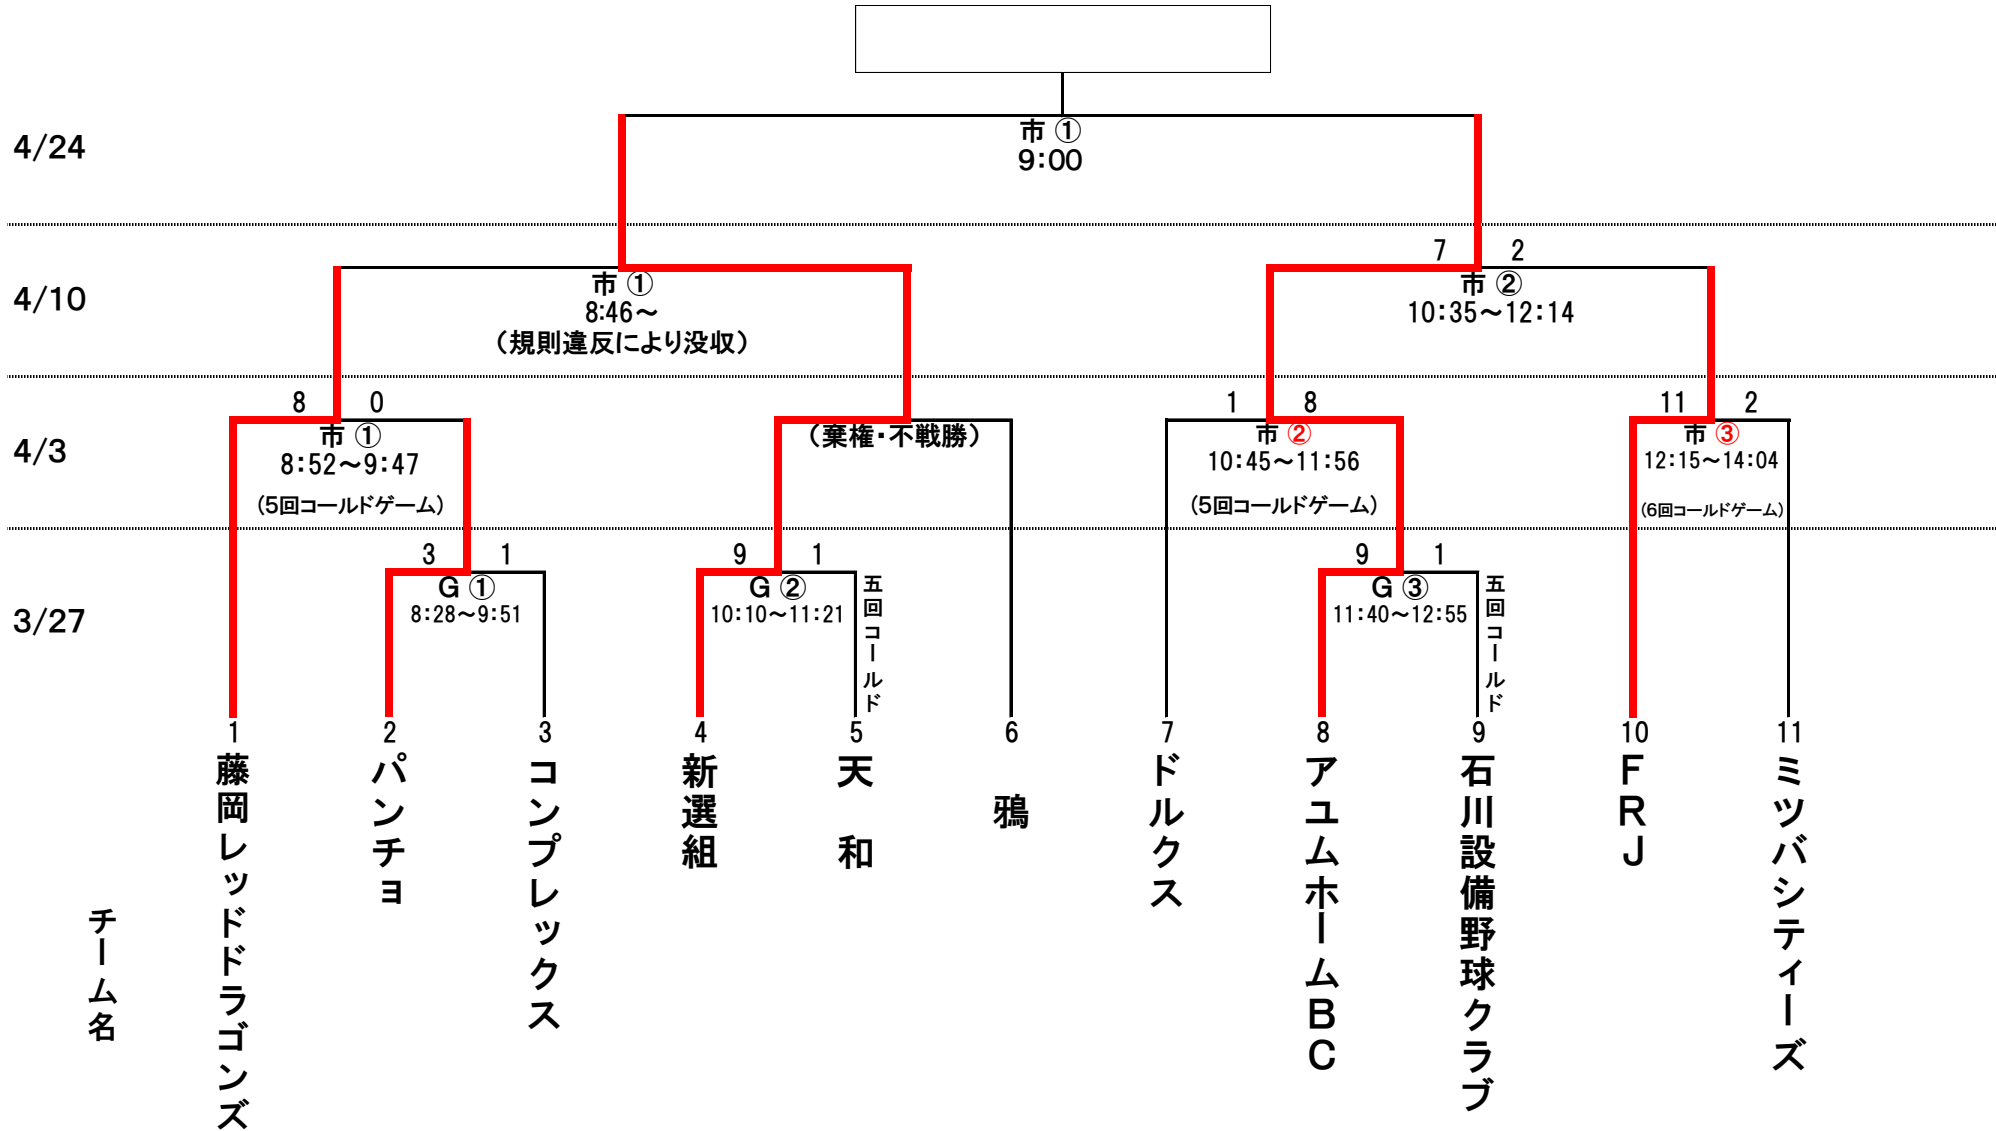 4/24
市 ①
9:00
4/10
7 2
市 ①
8:46～
（規則違反により没収）
市 ②
10:35～12:14
4/3
8 0
市 ①
8:52～9:47
（5回コールドゲーム）
（棄権・不戦勝）
1 8
市 ②
10:45～11:56
（5回コールドゲーム）
11 2
市 ③
12:15～14:04
（6回コールドゲーム）
3/27
3 1
G ①
8:28～9:51
9 1
G ②
10:10～11:21
五回コールド
9 1
G ③
11:40～12:55
五回コールド
チーム名
1
藤岡レッドドラゴンズ
2
パンチョ
3
コンプレックス
4
新選組
5
天 和
6
鴉
7
ドルクス
8
アユムホームBC
9
石川設備野球クラブ
10
FRJ
11
ミツバシティーズ